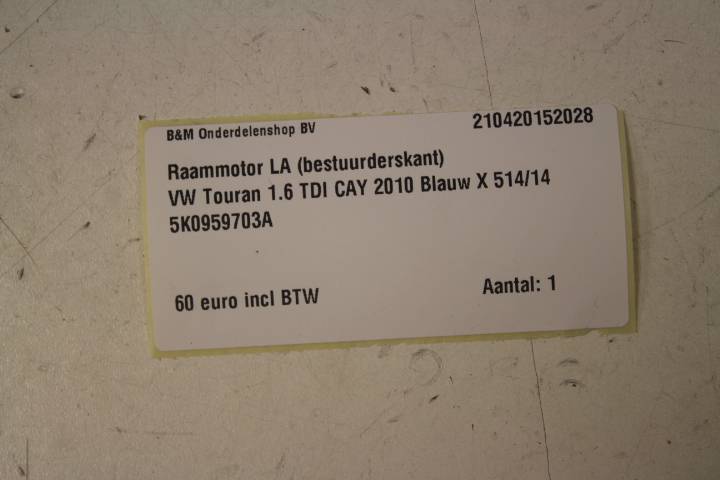 B&M Onderdelenshop BV 210420152028
Raammotor LA (bestuurderskant)
VW Touran 1.6 TDI CAY 2010 Blauw X 514/14
5K0959703A
60 euro incl BTW Aantal: 1